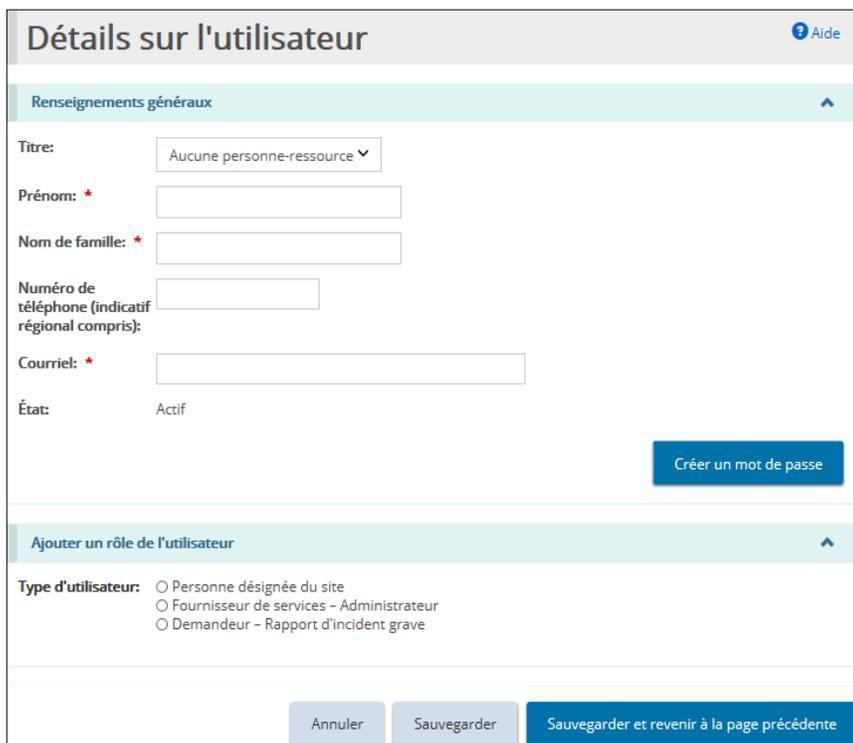 Détails sur l'utilisateur
? Aide
Renseignements généraux
Titre: Aucune personne-ressource
Prénom: *
Nom de famille: *
Numéro de
téléphone (indicatif
régional compris):
Courriel: *
État: Actif
Créer un mot de passe
Ajouter un rôle de l'utilisateur
Type d'utilisateur: Personne désignée du site
Fournisseur de services – Administrateur
Demandeur – Rapport d'incident grave
Annuler Sauvegarder Sauvegarder et revenir à la page précédente